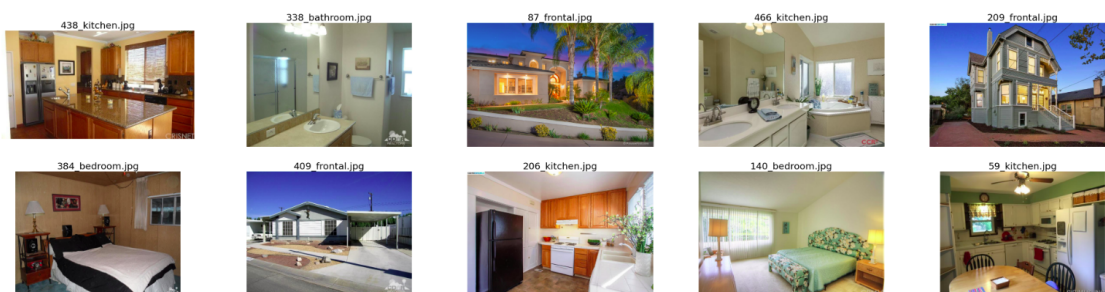 438_kitchen.jpg
338_bathroom.jpg
87_frontal.jpg
466_kitchen.jpg
209_frontal.jpg
384_bedroom.jpg
409_frontal.jpg
206_kitchen.jpg
140_bedroom.jpg
59_kitchen.jpg